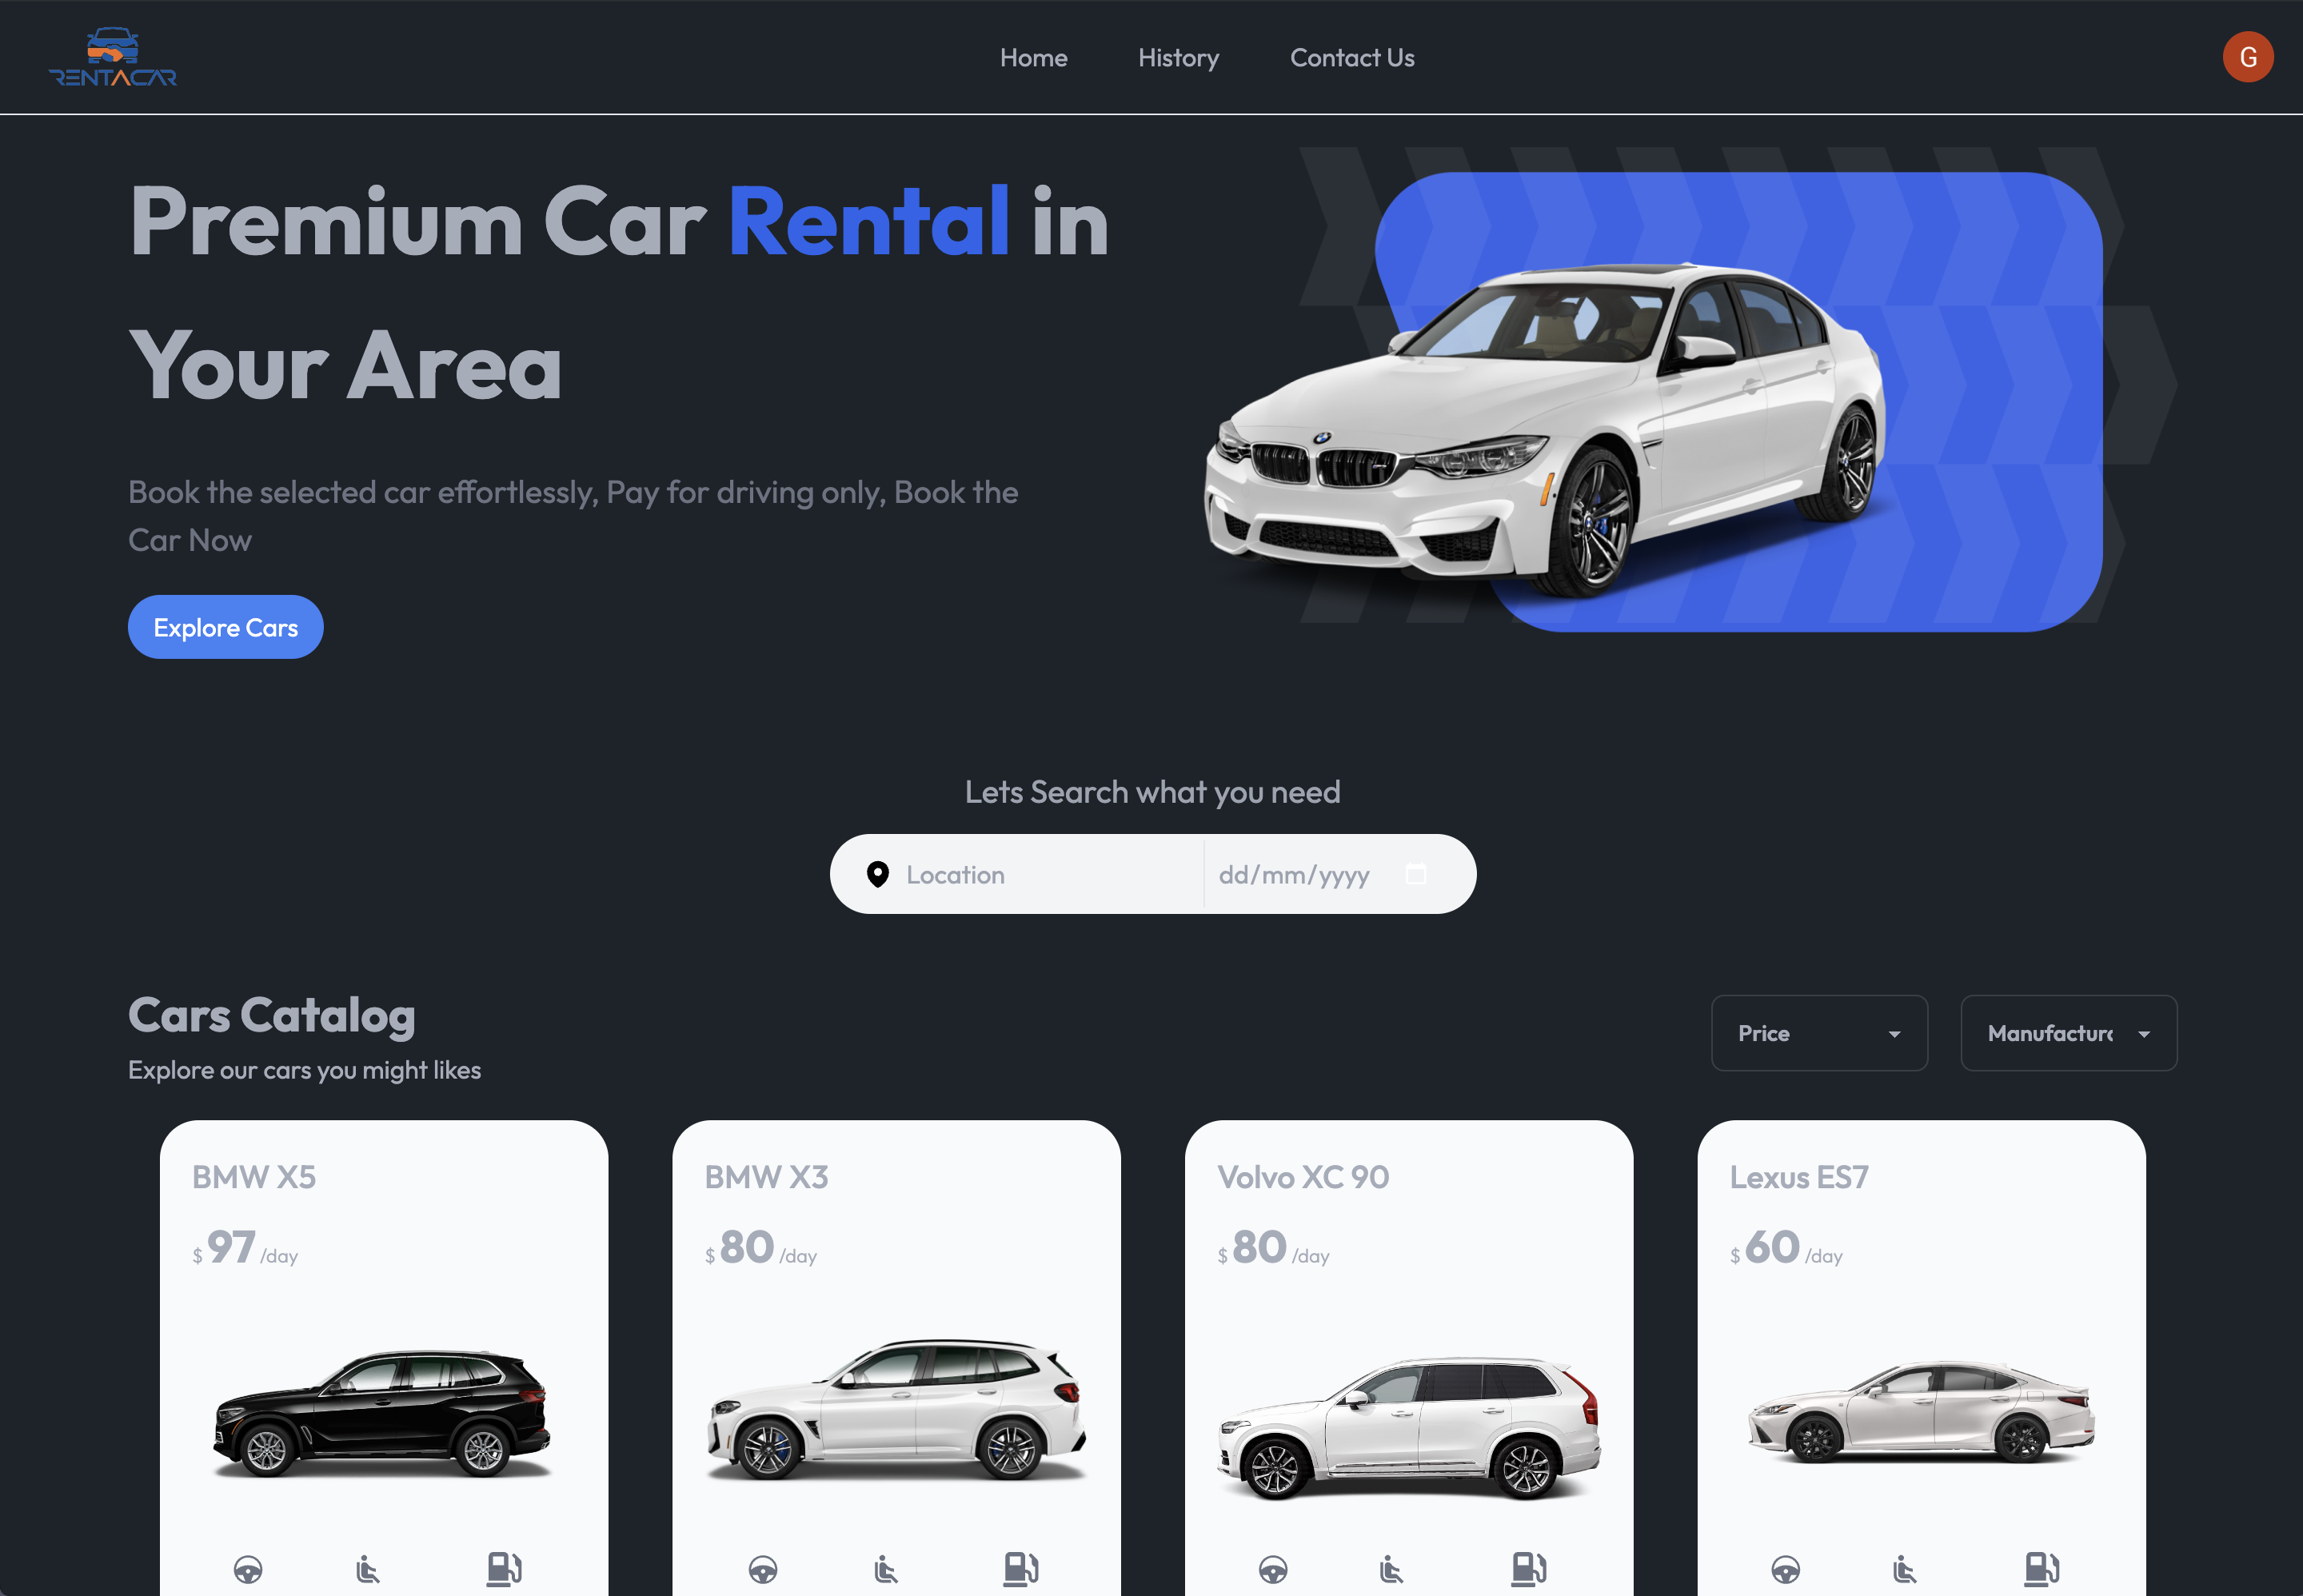 RENTACAR
Home
History
Contact Us
G
Premium Car Rental in
Your Area
Book the selected car effortlessly, Pay for driving only, Book the
Car Now
Explore Cars
Lets Search what you need
Location
dd/mm/yyyy
Cars Catalog
Explore our cars you might likes
Price
Manufactur
BMW X5
$ 97 /day
BMW X3
$ 80 /day
Volvo XC 90
$ 80 /day
Lexus ES7
$ 60 /day